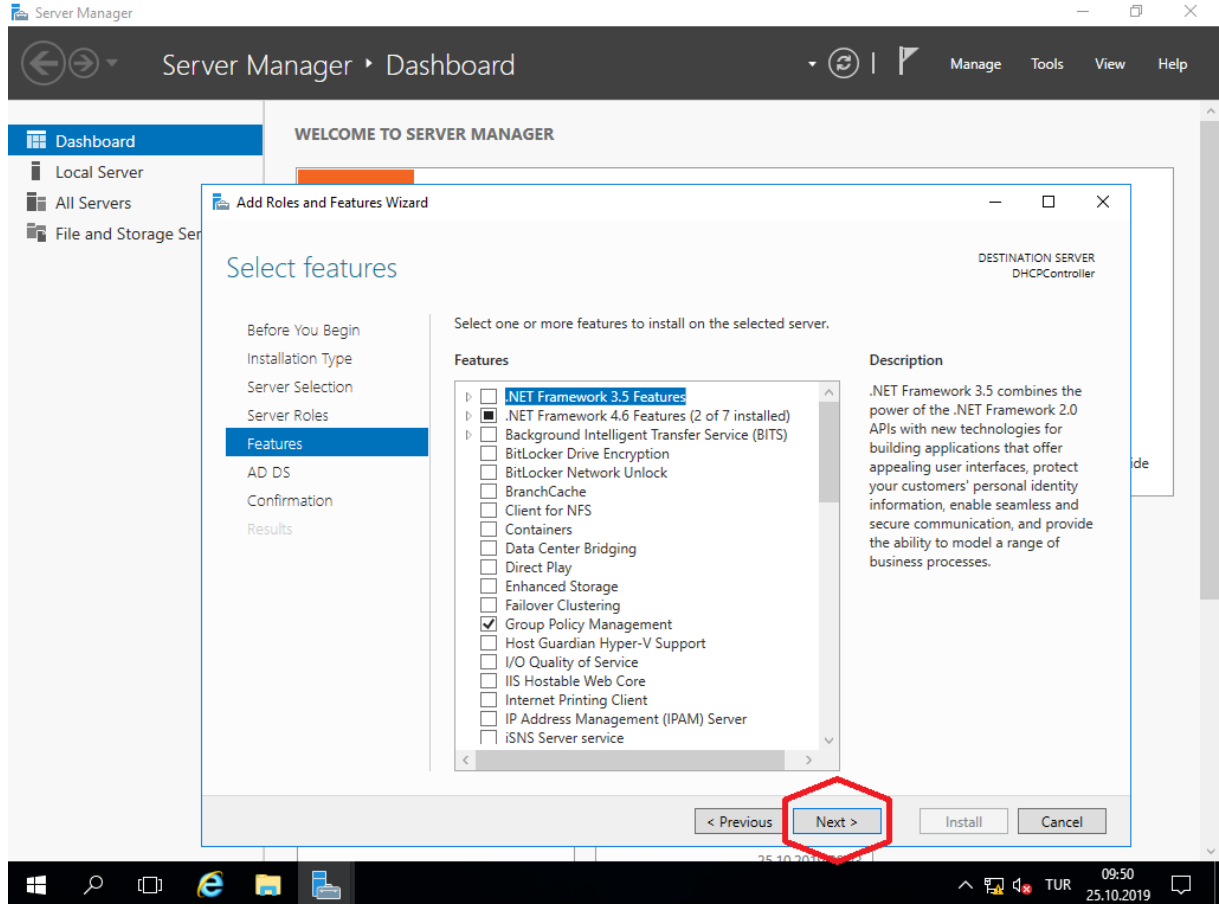 Server Manager
Server Manager • Dashboard
Manage Tools View Help
Dashboard
Local Server
All Servers
File and Storage Ser
WELCOME TO SERVER MANAGER
Add Roles and Features Wizard
Select features
DESTINATION SERVER
DHCPController
Before You Begin
Installation Type
Server Selection
Server Roles
Features
AD DS
Confirmation
Results
Select one or more features to install on the selected server.
Features
.NET Framework 3.5 Features
.NET Framework 4.6 Features (2 of 7 installed)
Background Intelligent Transfer Service (BITS)
BitLocker Drive Encryption
BitLocker Network Unlock
BranchCache
Client for NFS
Containers
Data Center Bridging
Direct Play
Enhanced Storage
Failover Clustering
Group Policy Management
Host Guardian Hyper-V Support
I/O Quality of Service
IIS Hostable Web Core
Internet Printing Client
IP Address Management (IPAM) Server
iSNS Server service
Description
.NET Framework 3.5 combines the
power of the .NET Framework 2.0
APIs with new technologies for
building applications that offer
appealing user interfaces, protect
your customers' personal identity
information, enable seamless and
secure communication, and provide
the ability to model a range of
business processes.
ide
< Previous
Next >
Install
Cancel
TUR
09:50
25.10.2019